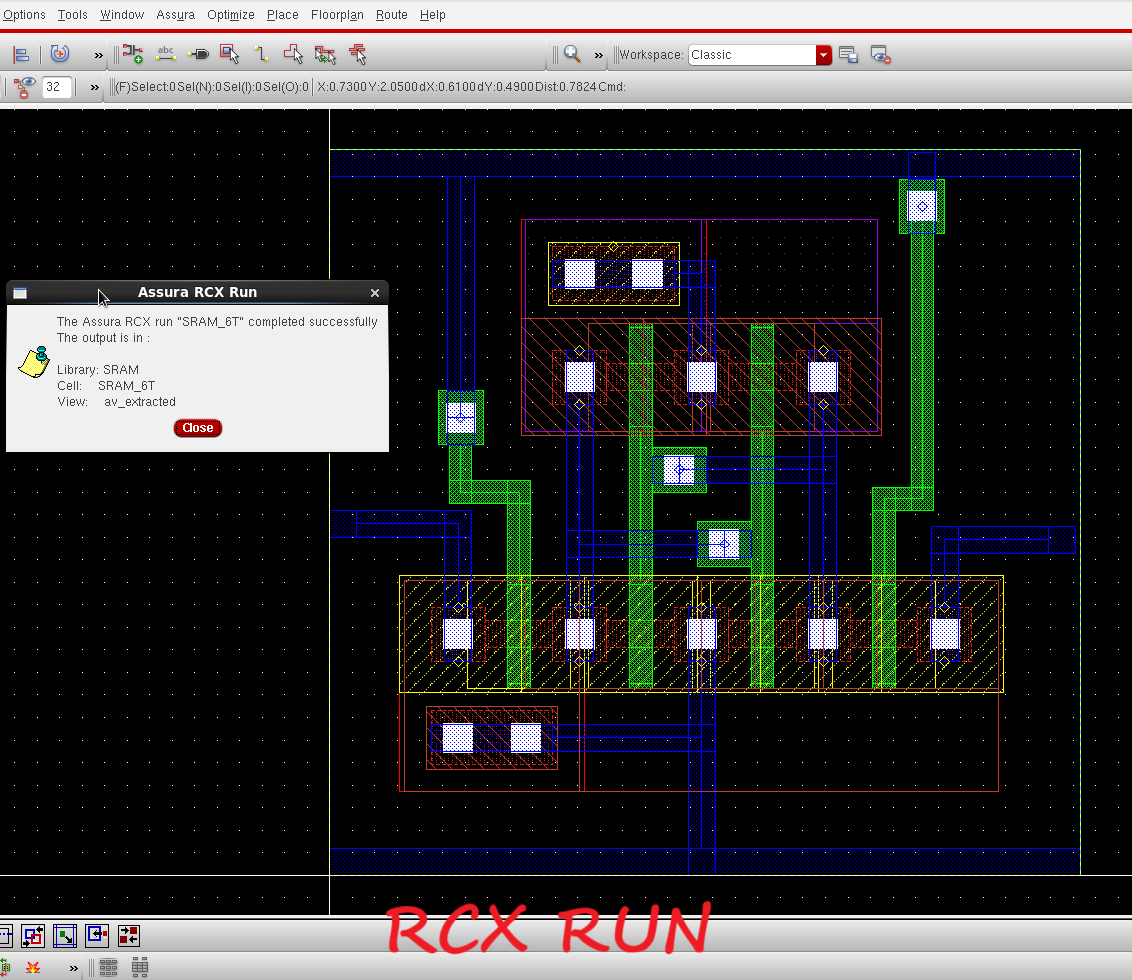 Options Tools Window Assura Optimize Place Floorplan Route Help
abc
Workspace: Classic
32
(F)Select:0 Sel(N):0 Sel(I):0 Sel(O):0 X:0.7300 Y:2.0500 dX:0.6100 dY:0.4900 Dist:0.7824 Cmd:
Assura RCX Run
The Assura RCX run "SRAM_6T" completed successfully
The output is in :
Library: SRAM
Cell: SRAM_6T
View: av_extracted
Close
RCX RUN